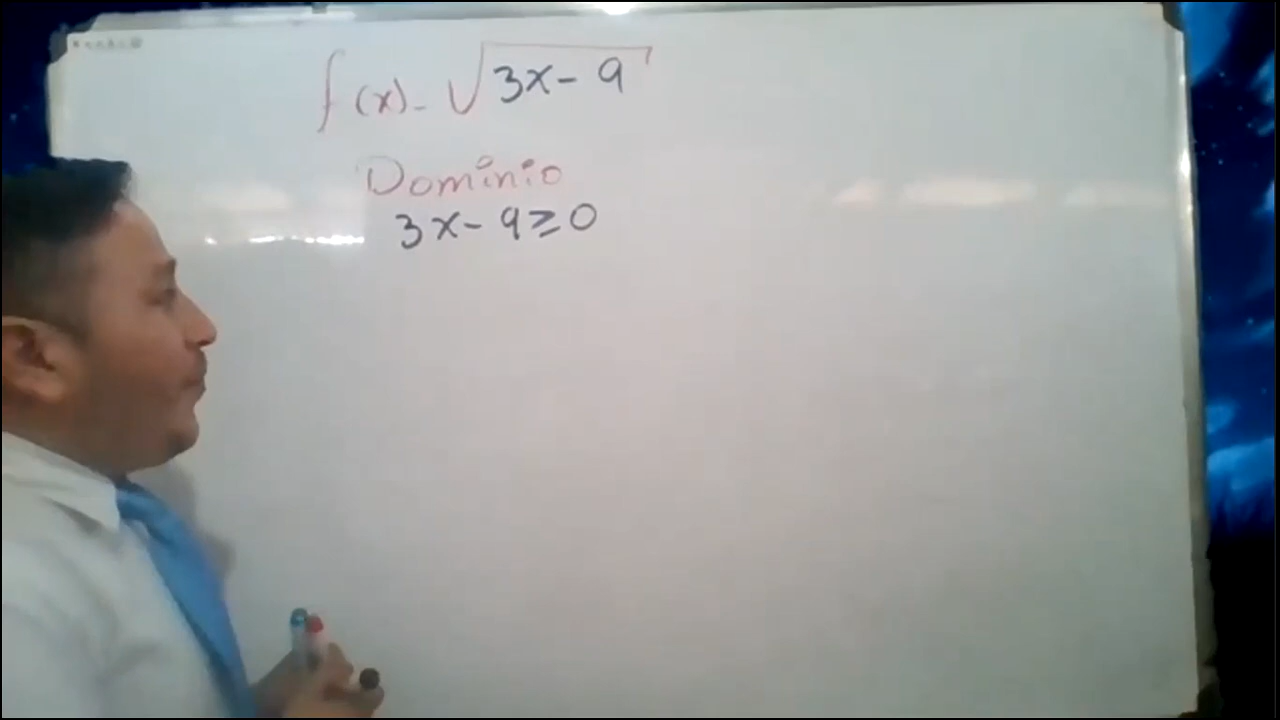 f(x) = √3x - 9
Dominio
3x - 9 ≥ 0